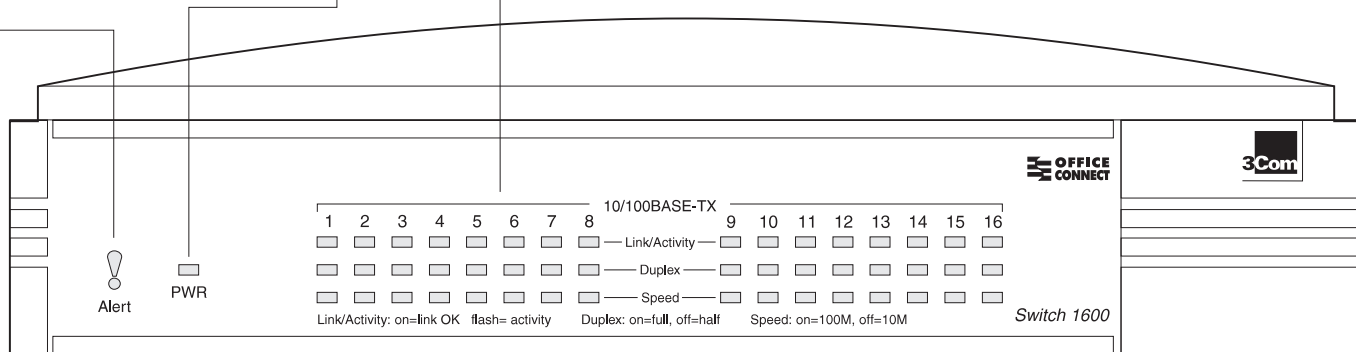 OFFICE
CONNECT
3Com
10/100BASE-TX
1 2 3 4 5 6 7 8 9 10 11 12 13 14 15 16
Link/Activity
Duplex
Speed
Alert
PWR
Link/Activity: on=link OK flash= activity Duplex: on=full, off=half Speed: on=100M, off=10M
Switch 1600